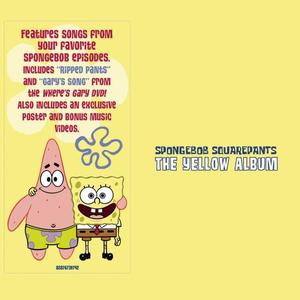 Features songs from
your favorite
SpongeBob episodes.
Includes "Ripped Pants"
and "Gary's Song" from
the Where's Gary DVD!
Also includes an exclusive
poster and bonus music
videos.
SpongeBob SquarePants
The Yellow Album